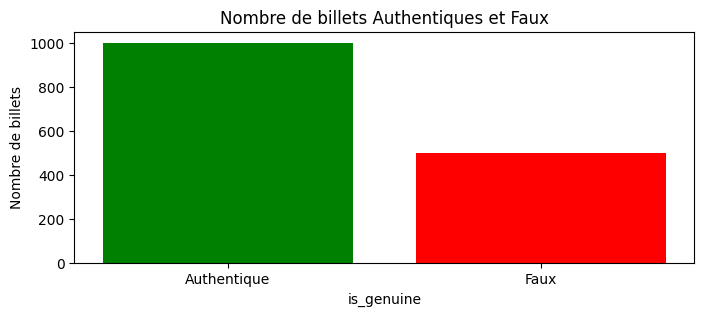 Nombre de billets Authentiques et Faux
Nombre de billets
1000
800
600
400
200
0
Authentique
Faux
is_genuine